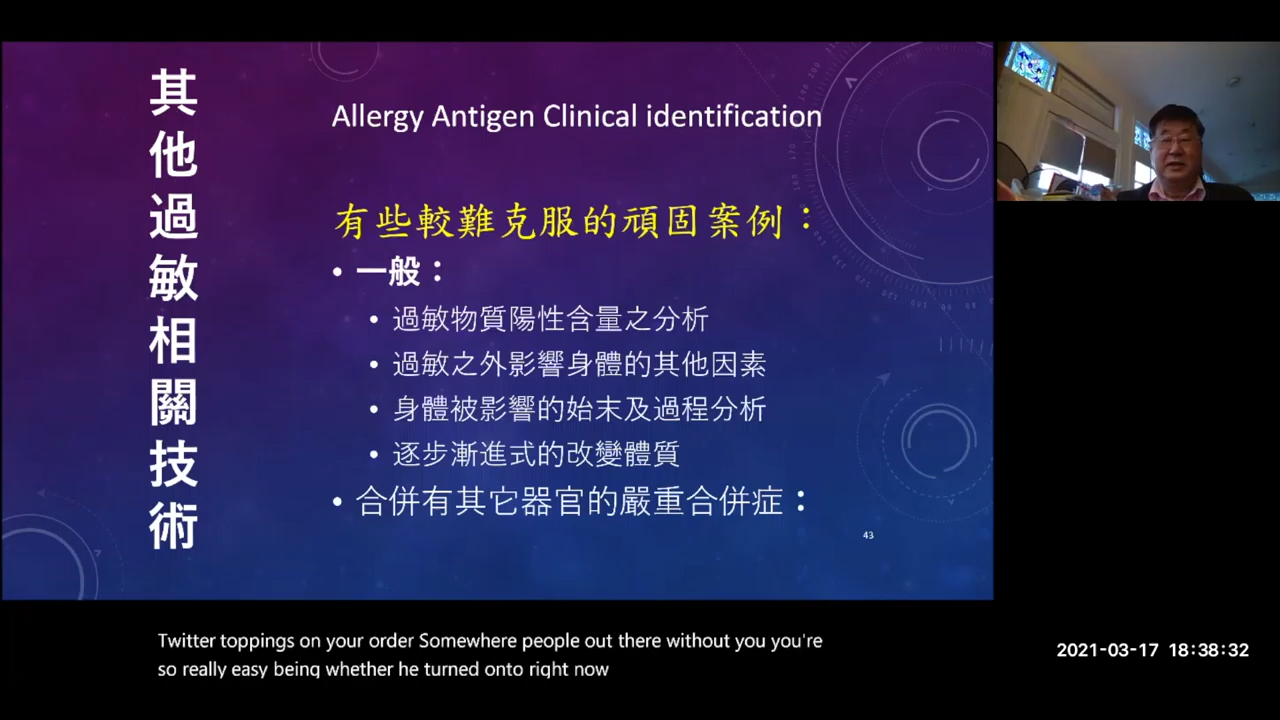 其他過敏相關技術
Allergy Antigen Clinical identification
有些較難克服的頑固案例：
• 一般：
• 過敏物質陽性含量之分析
• 過敏之外影響身體的其他因素
• 身體被影響的始末及過程分析
• 逐步漸進式的改變體質
• 合併有其它器官的嚴重合併症：
43
Twitter toppings on your order Somewhere people out there without you you're
so really easy being whether he turned onto right now
2021-03-17 18:38:32